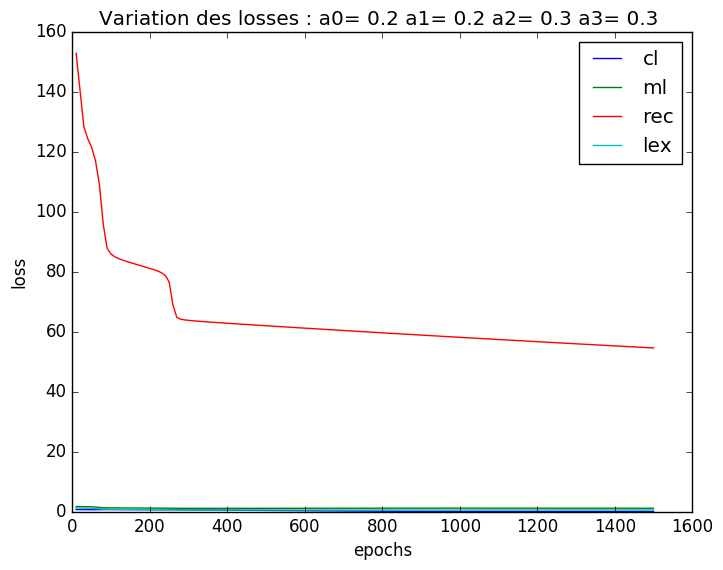 Variation des losses : a0= 0.2 a1= 0.2 a2= 0.3 a3= 0.3
160
140
120
100
80
60
40
20
0
loss
cl
ml
rec
lex
0 200 400 600 800 1000 1200 1400 1600
epochs